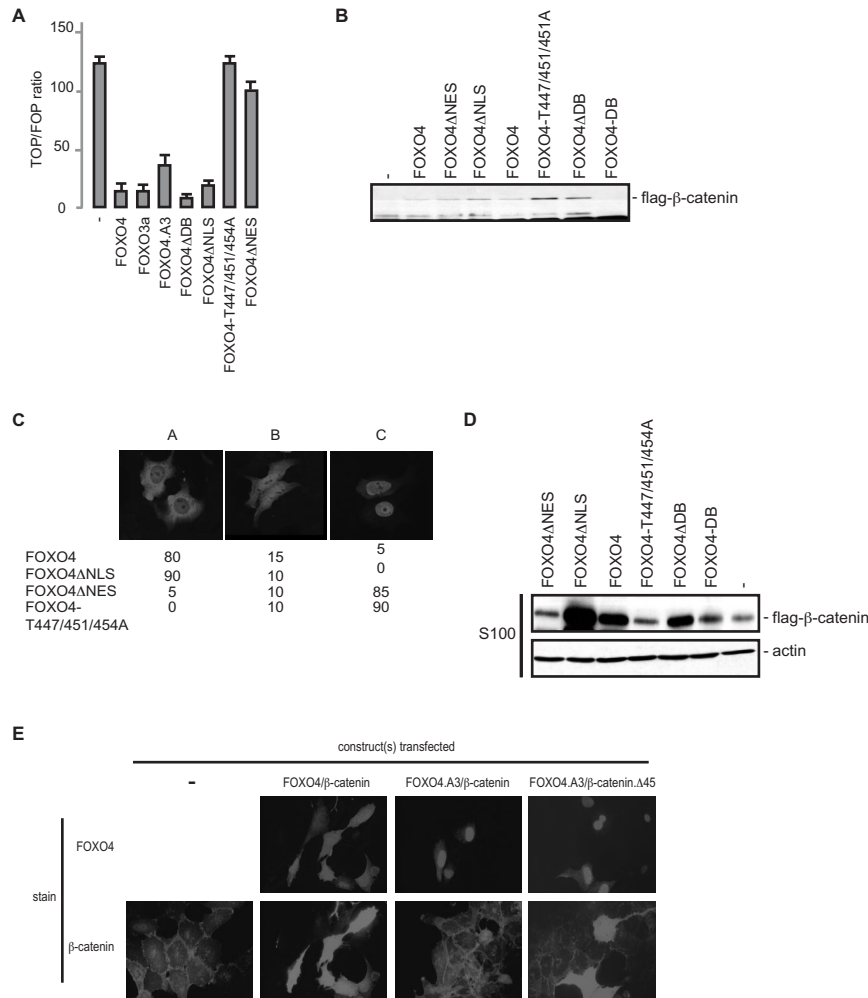 A
TOP/FOP ratio
150
100
50
0
-
FOXO4
FOXO3a
FOXO4.A3
FOXO4ΔDB
FOXO4ΔNLS
FOXO4-T447/451/454A
FOXO4ΔNES
B
-
FOXO4
FOXO4ΔNES
FOXO4ΔNLS
FOXO4
FOXO4-T447/451/451A
FOXO4ΔDB
FOXO4-DB
- flag-β-catenin
C
A B C
FOXO4 80 15 5
FOXO4ΔNLS 90 10 0
FOXO4ΔNES 5 10 85
FOXO4- 0 10 90
T447/451/454A
D
FOXO4ΔNES
FOXO4ΔNLS
FOXO4
FOXO4-T447/451/454A
FOXO4ΔDB
FOXO4-DB
-
S100
- flag-β-catenin
- actin
E
construct(s) transfected
- FOXO4/β-catenin FOXO4.A3/β-catenin FOXO4.A3/β-catenin.Δ45
FOXO4
stain
β-catenin